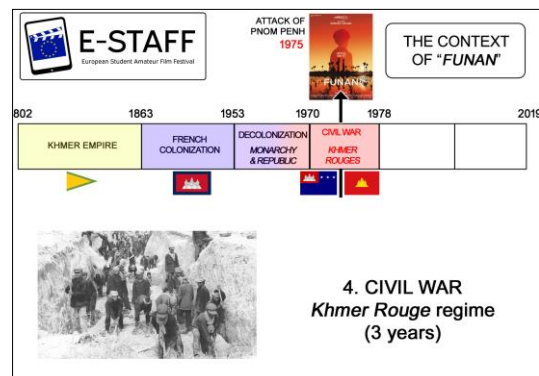 E-STAFF
European Student Amateur Film Festival
ATTACK OF
PNOM PENH
1975
FUNAN
THE CONTEXT
OF "FUNAN"
802
1863
1953
1970
1978
2019
KHMER EMPIRE
FRENCH
COLONIZATION
DECOLONIZATION
MONARCHY
& REPUBLIC
CIVIL WAR
KHMER
ROUGES
4. CIVIL WAR
Khmer Rouge regime
(3 years)